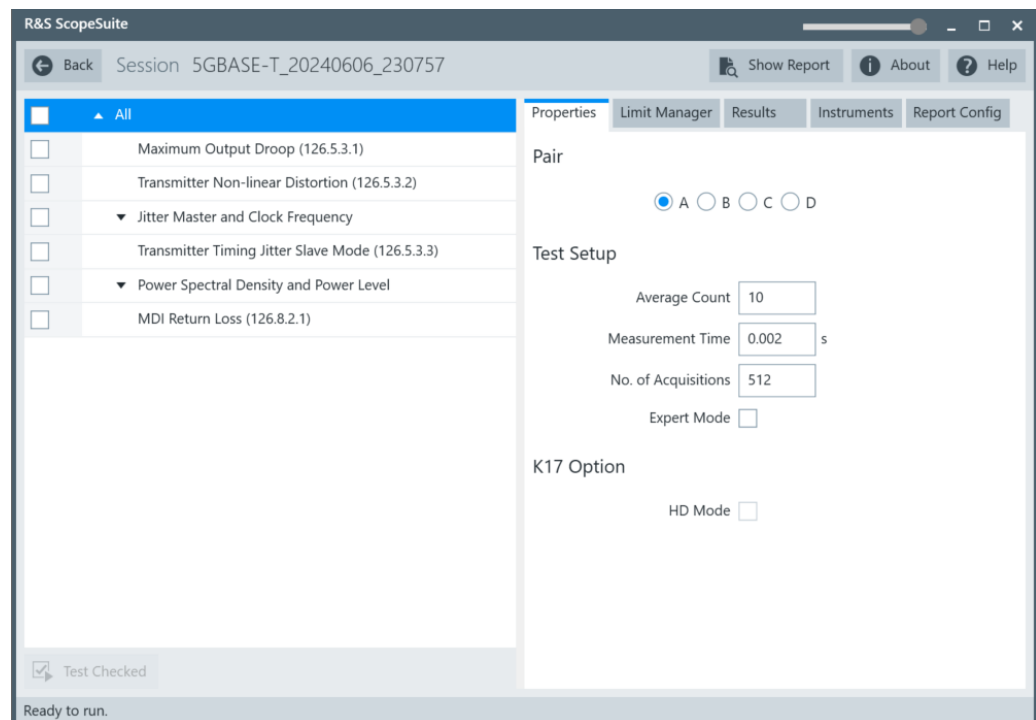 R&S ScopeSuite
Back Session 5GBASE-T_20240606_230757 Show Report About Help
All
Maximum Output Droop (126.5.3.1)
Transmitter Non-linear Distortion (126.5.3.2)
Jitter Master and Clock Frequency
Transmitter Timing Jitter Slave Mode (126.5.3.3)
Power Spectral Density and Power Level
MDI Return Loss (126.8.2.1)
Properties Limit Manager Results Instruments Report Config
Pair
A B C D
Test Setup
Average Count 10
Measurement Time 0.002 s
No. of Acquisitions 512
Expert Mode
K17 Option
HD Mode
Test Checked
Ready to run.